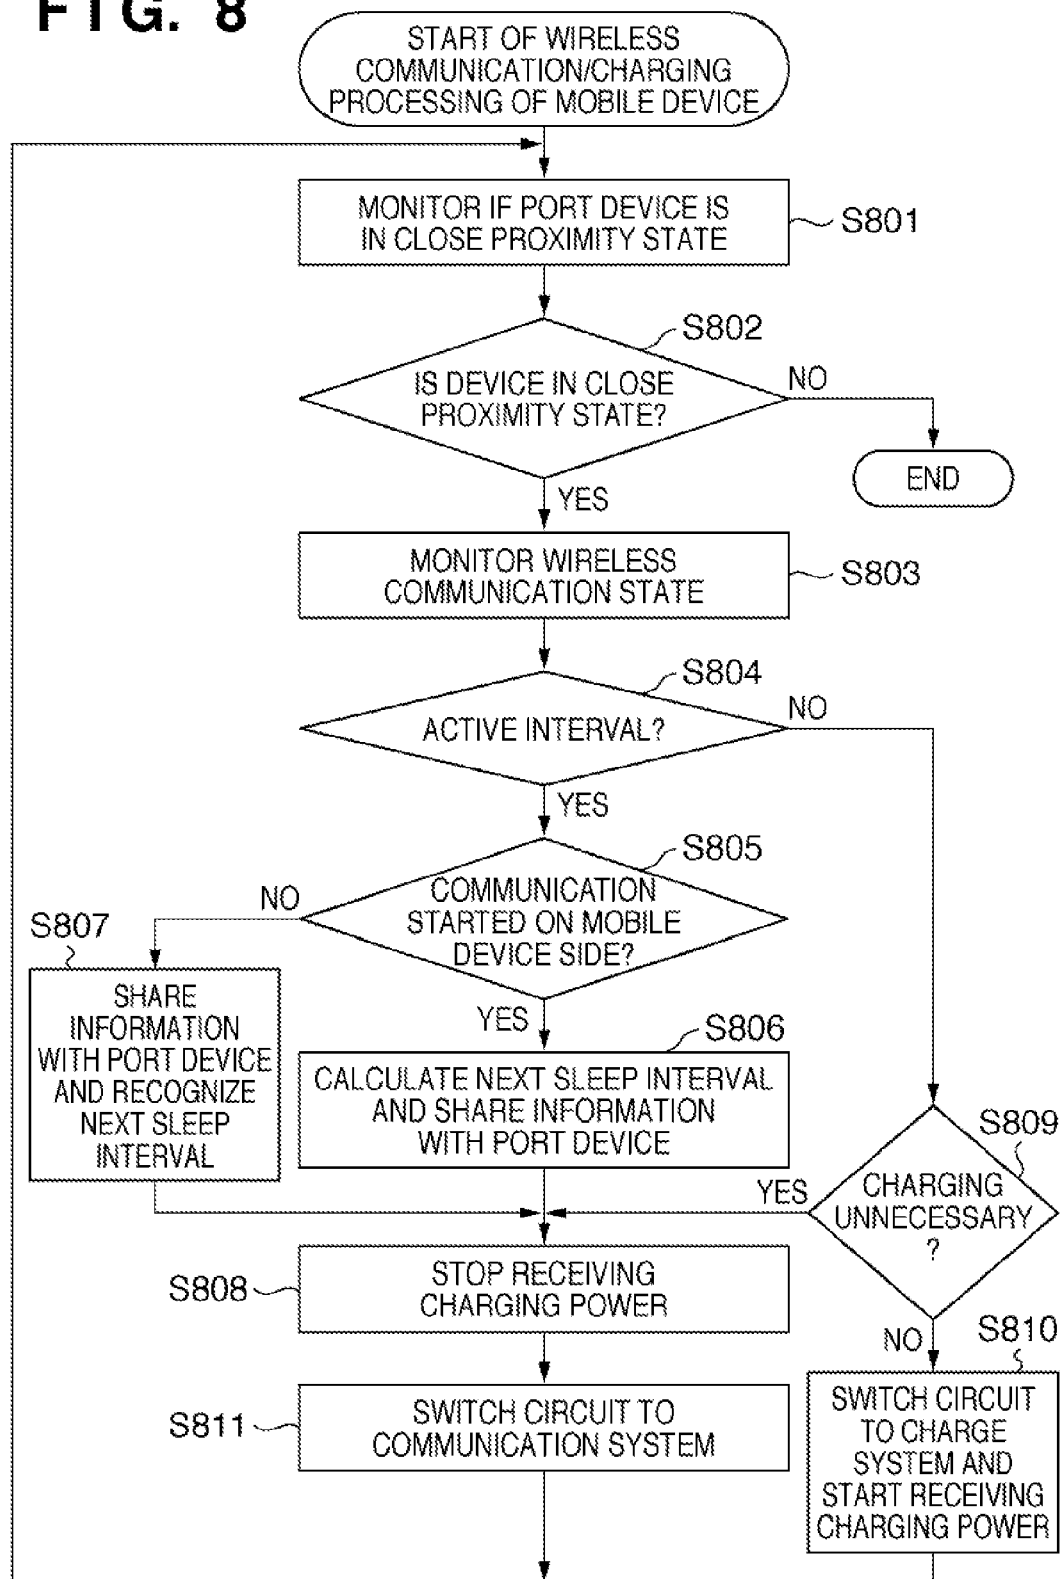 FIG. 8
START OF WIRELESS
COMMUNICATION/CHARGING
PROCESSING OF MOBILE DEVICE
MONITOR IF PORT DEVICE IS
IN CLOSE PROXIMITY STATE
S801
S802
IS DEVICE IN CLOSE
PROXIMITY STATE?
NO
END
YES
MONITOR WIRELESS
COMMUNICATION STATE
S803
S804
ACTIVE INTERVAL?
NO
YES
S805
COMMUNICATION
STARTED ON MOBILE
DEVICE SIDE?
NO
S807
SHARE
INFORMATION
WITH PORT DEVICE
AND RECOGNIZE
NEXT SLEEP
INTERVAL
YES
S806
CALCULATE NEXT SLEEP INTERVAL
AND SHARE INFORMATION
WITH PORT DEVICE
S809
CHARGING
UNNECESSARY
?
YES
S808
STOP RECEIVING
CHARGING POWER
NO
S810
SWITCH CIRCUIT
TO CHARGE
SYSTEM AND
START RECEIVING
CHARGING POWER
S811
SWITCH CIRCUIT TO
COMMUNICATION SYSTEM